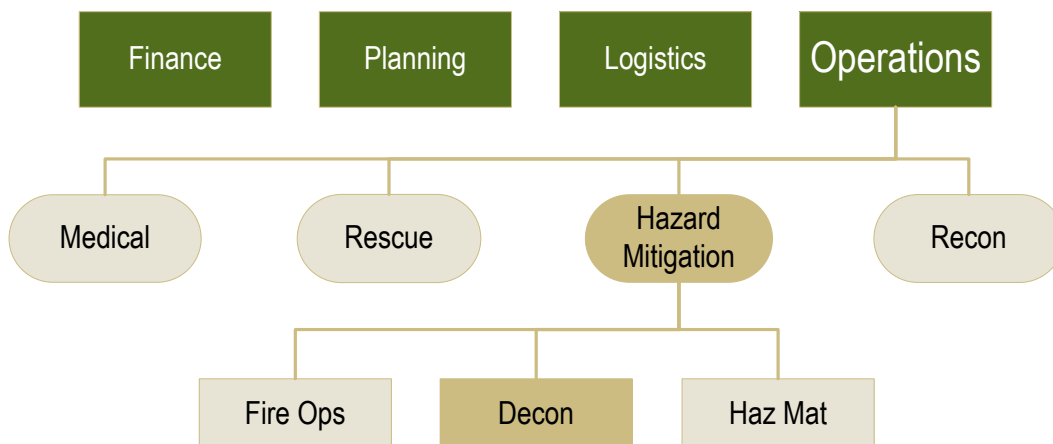 Finance
Planning
Logistics
Operations
Medical
Rescue
Hazard
Mitigation
Recon
Fire Ops
Decon
Haz Mat